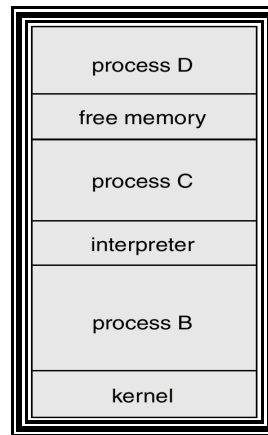 process D
free memory
process C
interpreter
process B
kernel